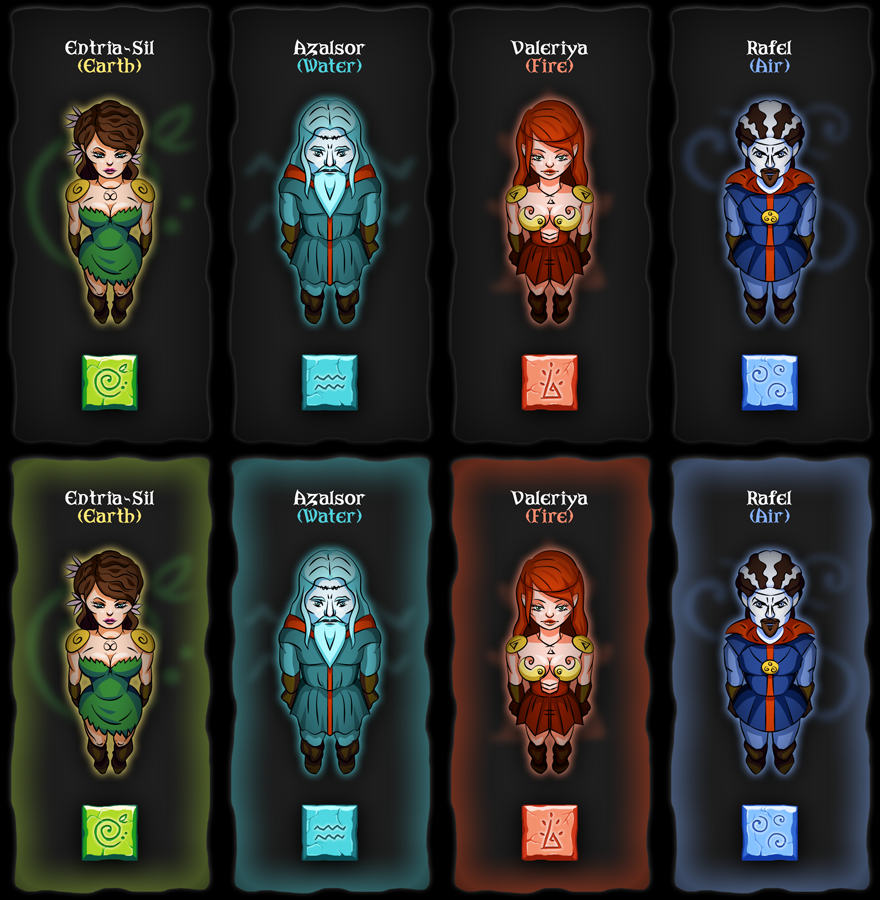 Entria-Sil
(Earth)
Azalsor
(Water)
Valeriya
(Fire)
Rafel
(Air)
Entria-Sil
(Earth)
Azalsor
(Water)
Valeriya
(Fire)
Rafel
(Air)